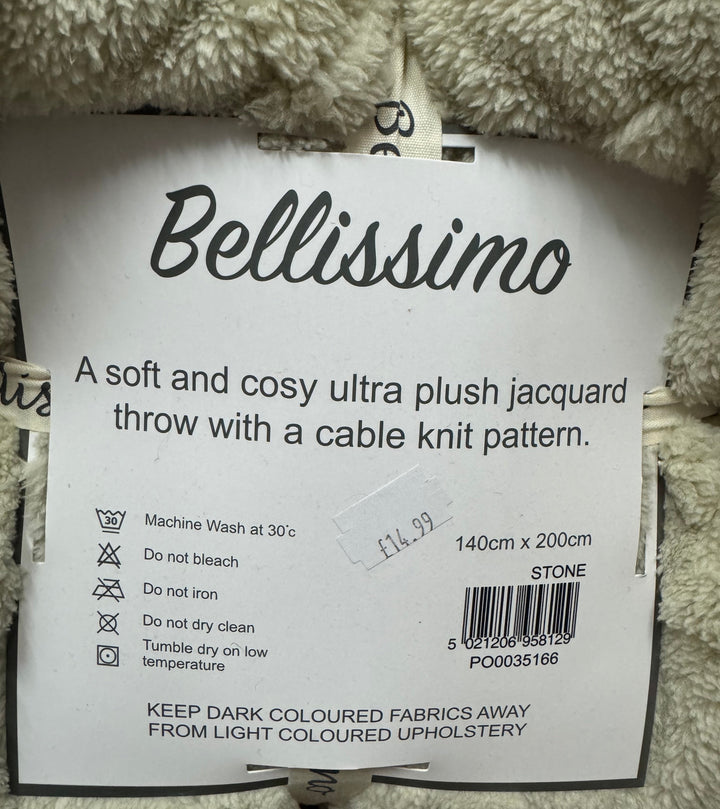 Be
Bellissimo
lis
A soft and cosy ultra plush jacquard
throw with a cable knit pattern.
£14.99
30
Machine Wash at 30°c
Do not bleach
Do not iron
Do not dry clean
Tumble dry on low
temperature
140cm x 200cm
STONE
5 021206 958129
PO0035166
KEEP DARK COLOURED FABRICS AWAY
FROM LIGHT COLOURED UPHOLSTERY